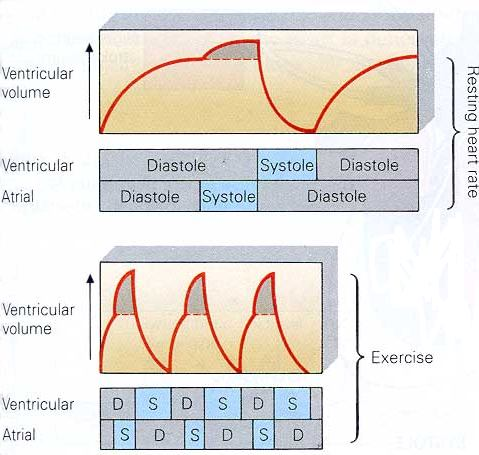 Ventricular
volume
Resting heart rate
Ventricular Diastole Systole Diastole
Atrial Diastole Systole Diastole
Ventricular
volume
Exercise
Ventricular D S D S D S
Atrial S D S D S D